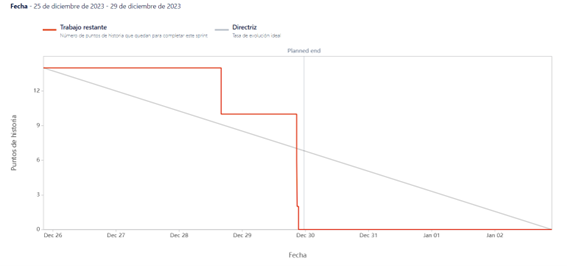 Fecha - 25 de diciembre de 2023 - 29 de diciembre de 2023
Trabajo restante
Número de puntos de historia que quedan para completar este sprint
Directriz
Tasa de evolución ideal
Planned end
Puntos de historia
12
9
6
3
0
Dec 26
Dec 27
Dec 28
Dec 29
Dec 30
Dec 31
Jan 01
Jan 02
Fecha